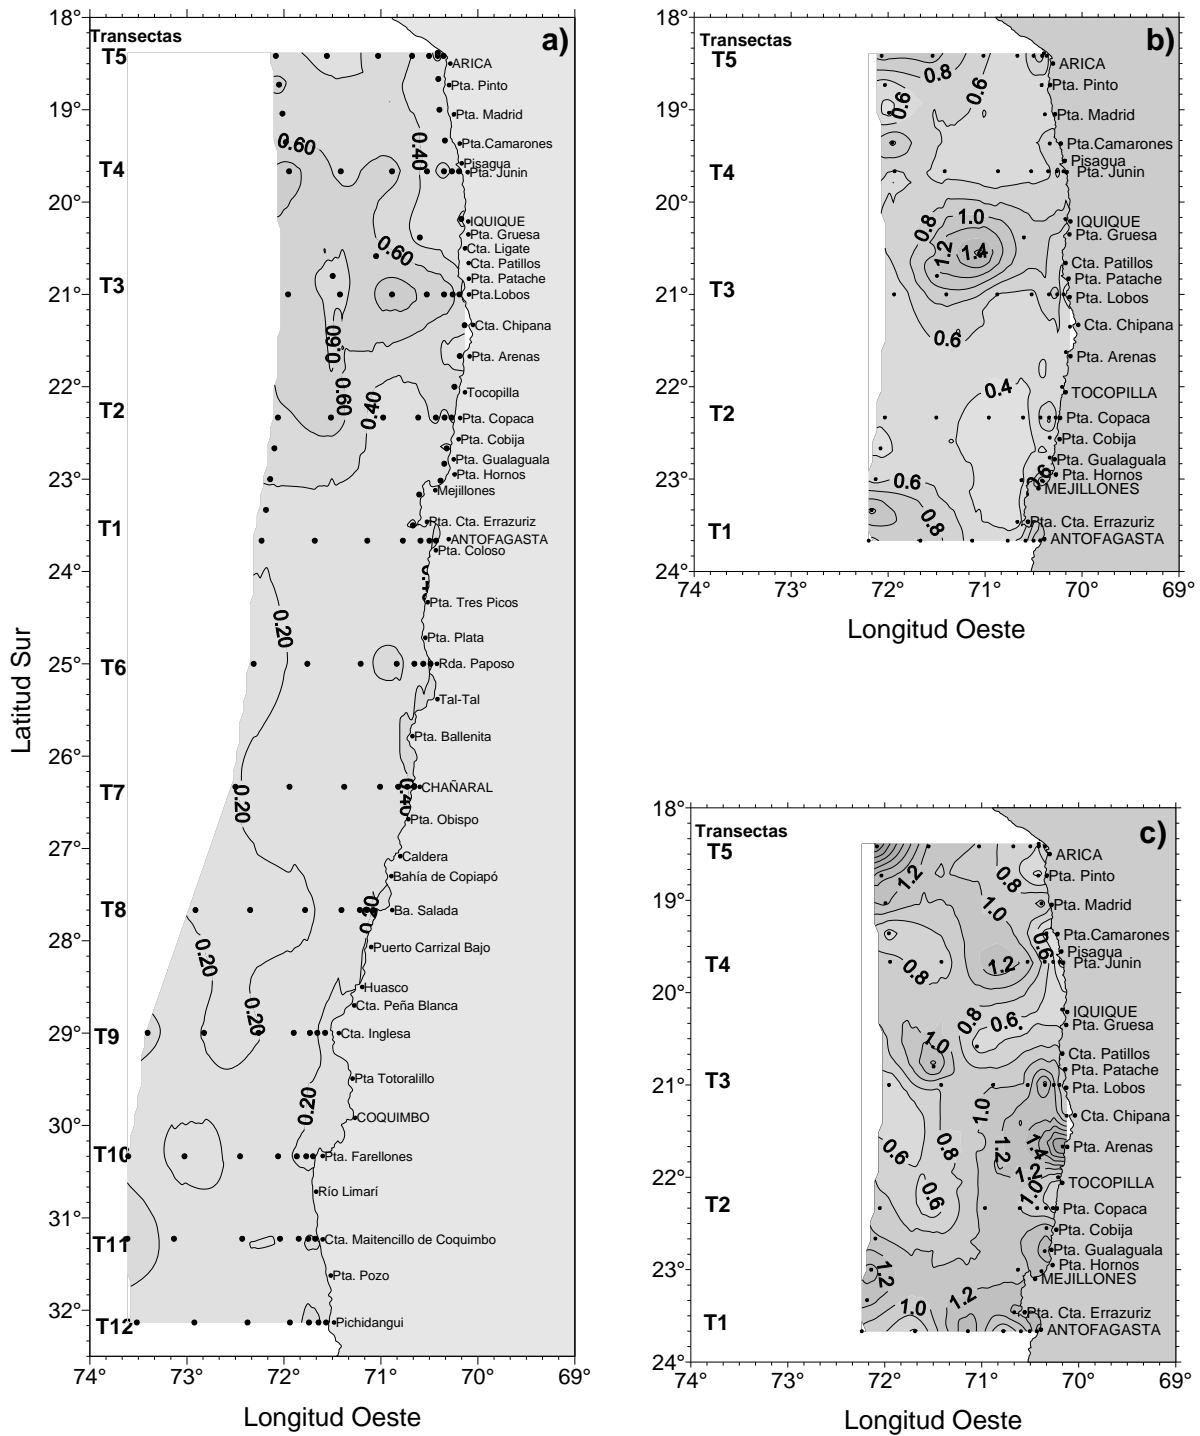 a)
Transectas
T5
T4
T3
T2
T1
T6
T7
T8
T9
T10
T11
T12
18°
19°
20°
21°
22°
23°
24°
25°
26°
27°
28°
29°
30°
31°
32°
74°
73°
72°
71°
70°
69°
Latitud Sur
Longitud Oeste
ARICA
Pta. Pinto
Pta. Madrid
Pta.Camarones
Pisagua
Pta. Junin
IQUIQUE
Pta. Gruesa
Cta. Ligate
Cta. Patillos
Pta. Patache
Pta.Lobos
Cta. Chipana
Pta. Arenas
Tocopilla
Pta. Copaca
Pta. Cobija
Pta. Gualaguala
Pta. Hornos
Mejillones
Pta. Cta. Errazuriz
ANTOFAGASTA
Pta. Coloso
Pta. Tres Picos
Pta. Plata
Rda. Paposo
Tal-Tal
Pta. Ballenita
CHAÑARAL
Pta. Obispo
Caldera
Bahía de Copiapó
Ba. Salada
Puerto Carrizal Bajo
Huasco
Cta. Peña Blanca
Cta. Inglesa
Pta Totoralillo
COQUIMBO
Pta. Farellones
Río Limarí
Cta. Maitencillo de Coquimbo
Pta. Pozo
Pichidangui
0.60
0.40
0.60
0.60
0.60
0.40
0.20
0.20
0.40
0.20
0.20
0.20
0.20
b)
Transectas
T5
T4
T3
T2
T1
18°
19°
20°
21°
22°
23°
24°
74°
73°
72°
71°
70°
69°
Longitud Oeste
ARICA
Pta. Pinto
Pta. Madrid
Pta.Camarones
Pisagua
Pta. Junin
IQUIQUE
Pta. Gruesa
Cta. Patillos
Pta. Patache
Pta. Lobos
Cta. Chipana
Pta. Arenas
TOCOPILLA
Pta. Copaca
Pta. Cobija
Pta. Gualaguala
Pta. Hornos
MEJILLONES
Pta. Cta. Errazuriz
ANTOFAGASTA
0.8
0.6
0.6
0.8
1.0
1.2
1.4
0.6
0.4
0.6
0.8
c)
Transectas
T5
T4
T3
T2
T1
18°
19°
20°
21°
22°
23°
24°
74°
73°
72°
71°
70°
69°
Longitud Oeste
ARICA
Pta. Pinto
Pta. Madrid
Pta.Camarones
Pisagua
Pta. Junin
IQUIQUE
Pta. Gruesa
Cta. Patillos
Pta. Patache
Pta. Lobos
Cta. Chipana
Pta. Arenas
TOCOPILLA
Pta. Copaca
Pta. Cobija
Pta. Gualaguala
Pta. Hornos
MEJILLONES
Pta. Cta. Errazuriz
ANTOFAGASTA
1.2
0.8
1.0
0.6
0.8
1.2
0.8
0.6
1.0
1.0
0.6
0.8
1.2
1.4
1.2
0.6
1.0
1.2
1.0
1.2